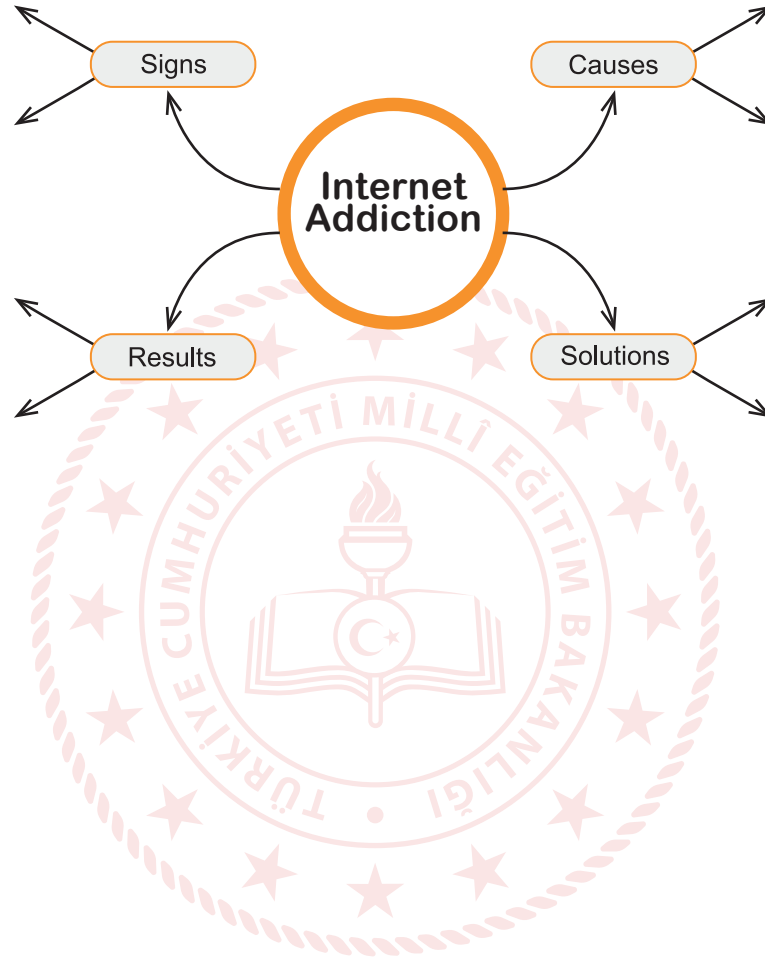 Signs
Causes
Internet
Addiction
Results
Solutions
TÜRKİYE CUMHURİYETİ MİLLÎ EĞİTİM BAKANLIĞI